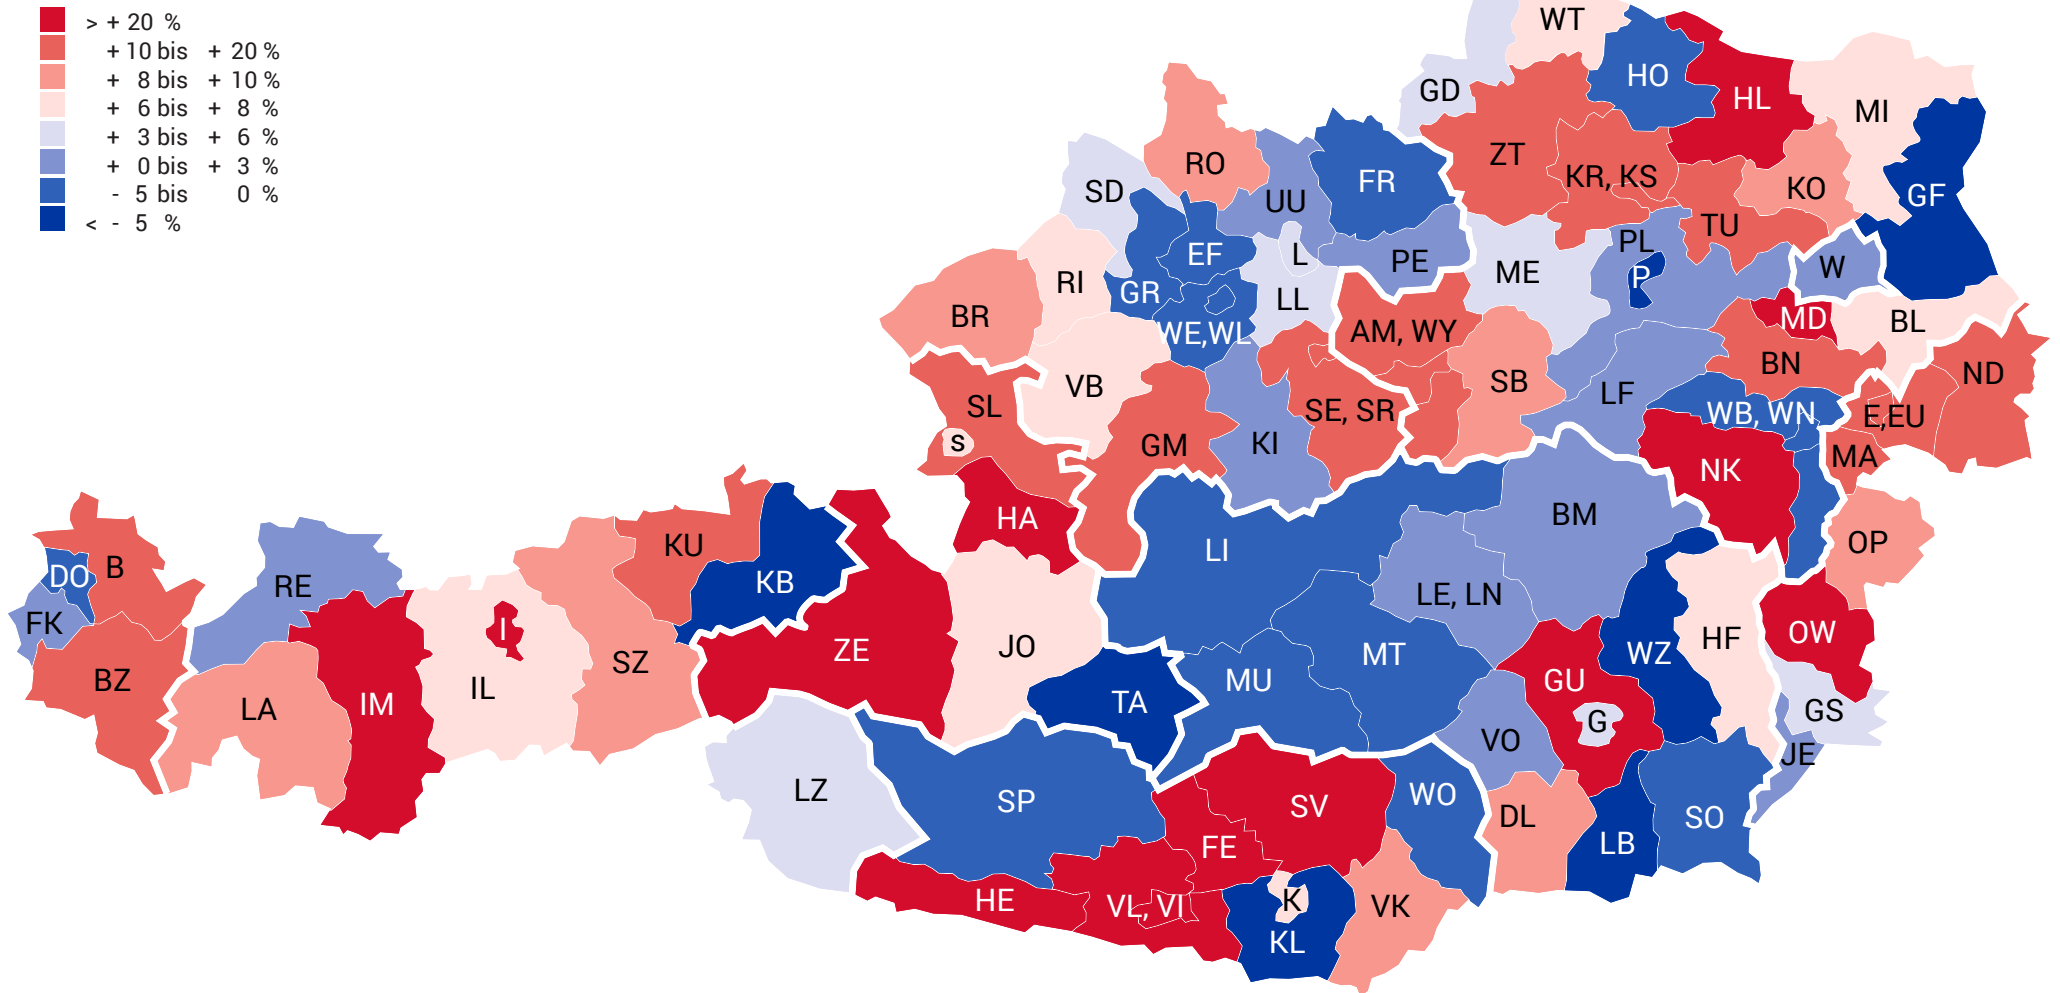 > + 20 %
+ 10 bis + 20 %
+ 8 bis + 10 %
+ 6 bis + 8 %
+ 3 bis + 6 %
+ 0 bis + 3 %
- 5 bis 0 %
< - 5 %
WT
HO
GD
HL
MI
ZT
RO
SD
FR
KR, KS
KO
GF
UU
TU
PL
EF
L
PE
W
ME
P
RI
GR
LL
BR
MD
BL
WE,WL
AM, WY
BN
ND
VB
SB
LF
SL
SE, SR
WB, WN
E,EU
S
GM
KI
MA
NK
HA
BM
OP
KU
LI
B
DO
RE
KB
LE, LN
FK
I
OW
HF
JO
ZE
WZ
MT
SZ
BZ
IL
MU
GU
TA
IM
LA
GS
G
VO
JE
LZ
WO
SP
SV
DL
SO
LB
FE
HE
K
VL, VI
VK
KL